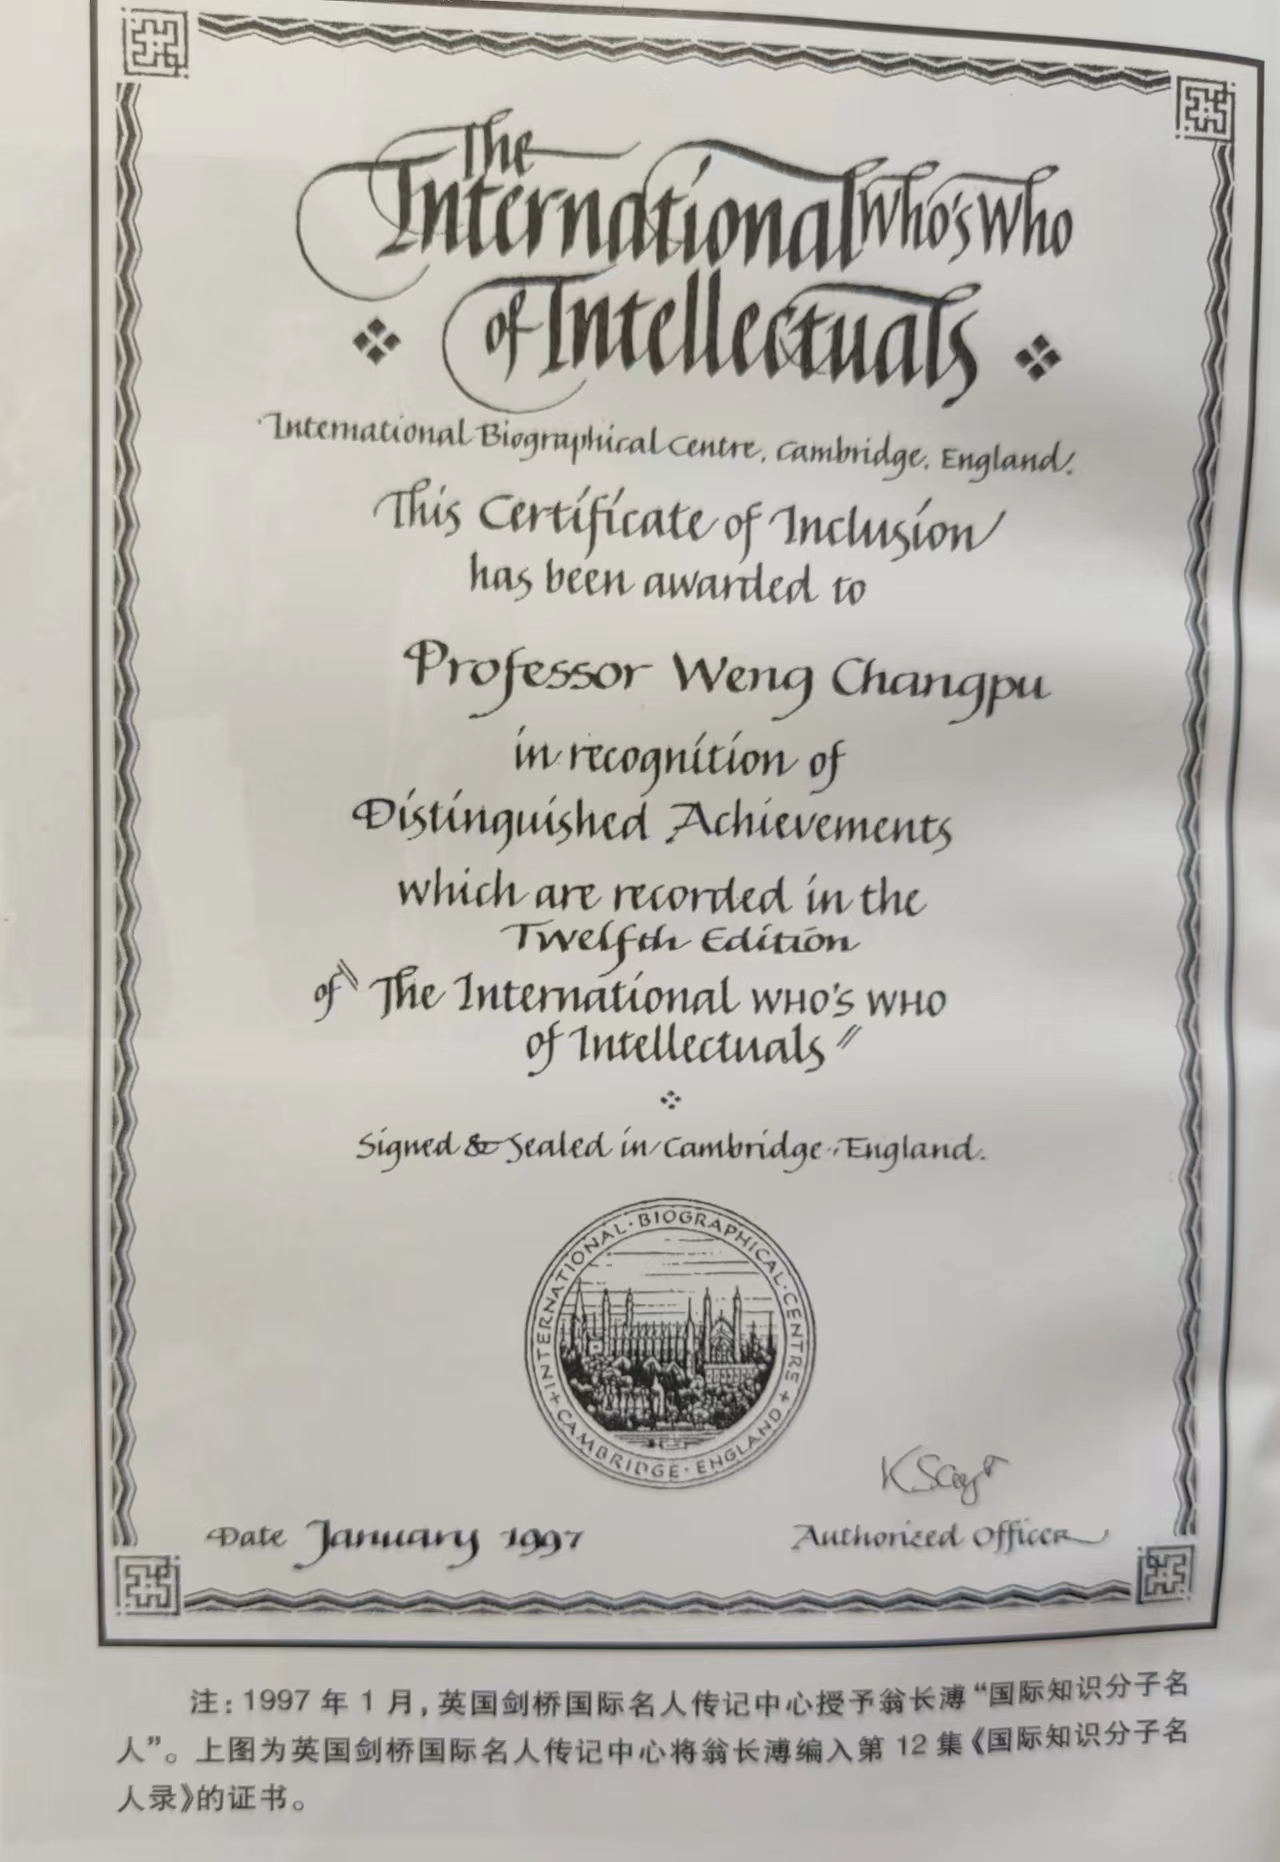 The
International Who's Who
of Intellectuals
International Biographical Centre, Cambridge, England.
This Certificate of Inclusion
has been awarded to
Professor Weng Changpu
in recognition of
Distinguished Achievements
which are recorded in the
Twelfth Edition
of "The International WHO'S WHO
of Intellectuals"
Signed & Sealed in Cambridge, England.
INTERNATIONAL · BIOGRAPHICAL · CENTRE
CAMBRIDGE · ENGLAND
Date January 1997
Authorized Officer
注:1997 年 1 月,英国剑桥国际名人传记中心授予翁长溥“国际知识分子名
人”。上图为英国剑桥国际名人传记中心将翁长溥编入第 12 集《国际知识分子名
人录》的证书。